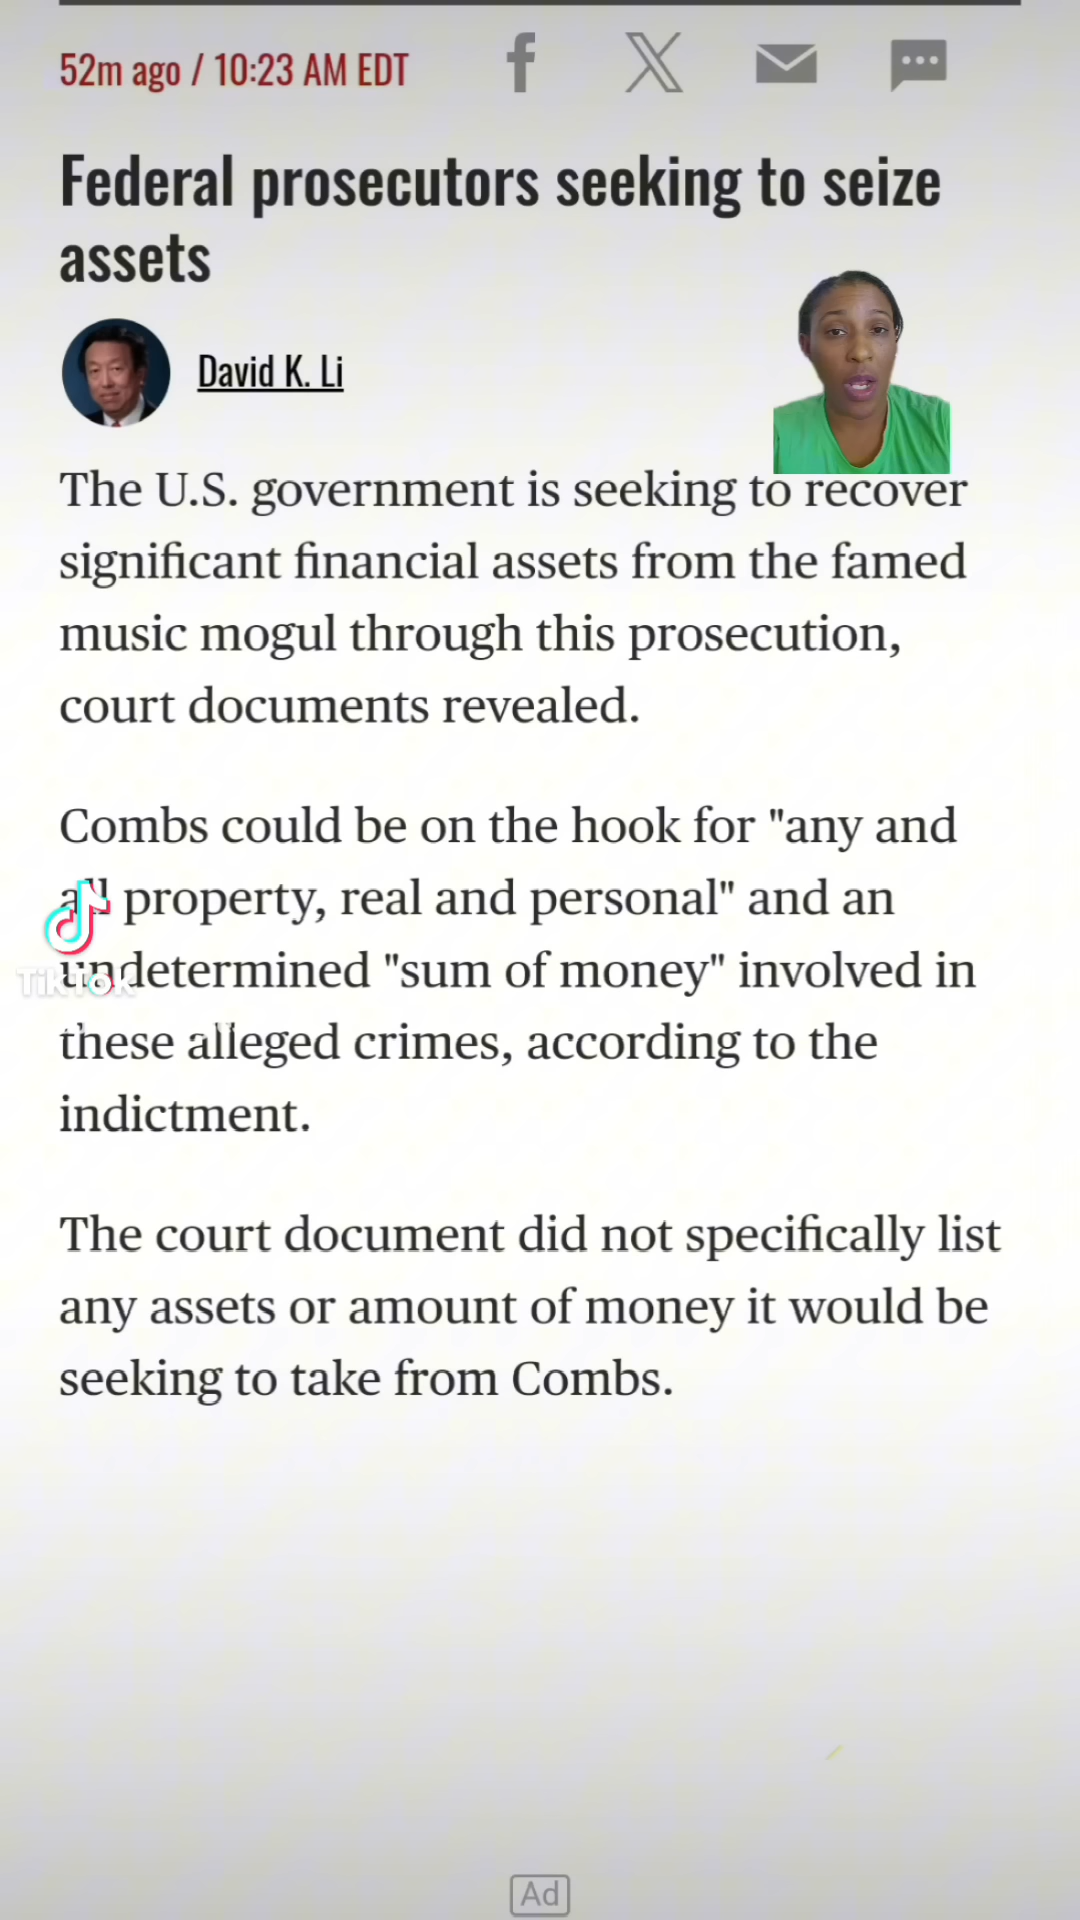 52m ago / 10:23 AM EDT
Federal prosecutors seeking to seize
assets
David K. Li
The U.S. government is seeking to recover
significant financial assets from the famed
music mogul through this prosecution,
court documents revealed.
Combs could be on the hook for "any and
all property, real and personal" and an
undetermined "sum of money" involved in
these alleged crimes, according to the
indictment.
The court document did not specifically list
any assets or amount of money it would be
seeking to take from Combs.
TikTok
Ad